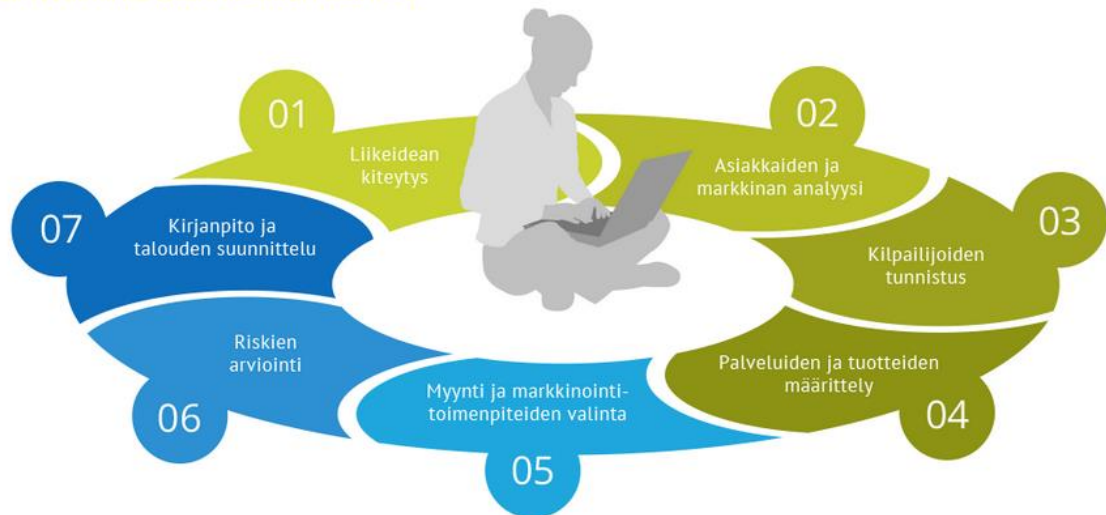 01
Liikeidean
kiteytys
02
Asiakkaiden ja
markkinan analyysi
03
Kilpailijoiden
tunnistus
04
Palveluiden ja tuotteiden
määrittely
05
Myynti ja markkinointi-
toimenpiteiden valinta
06
Riskien
arviointi
07
Kirjanpito ja
talouden suunnittelu